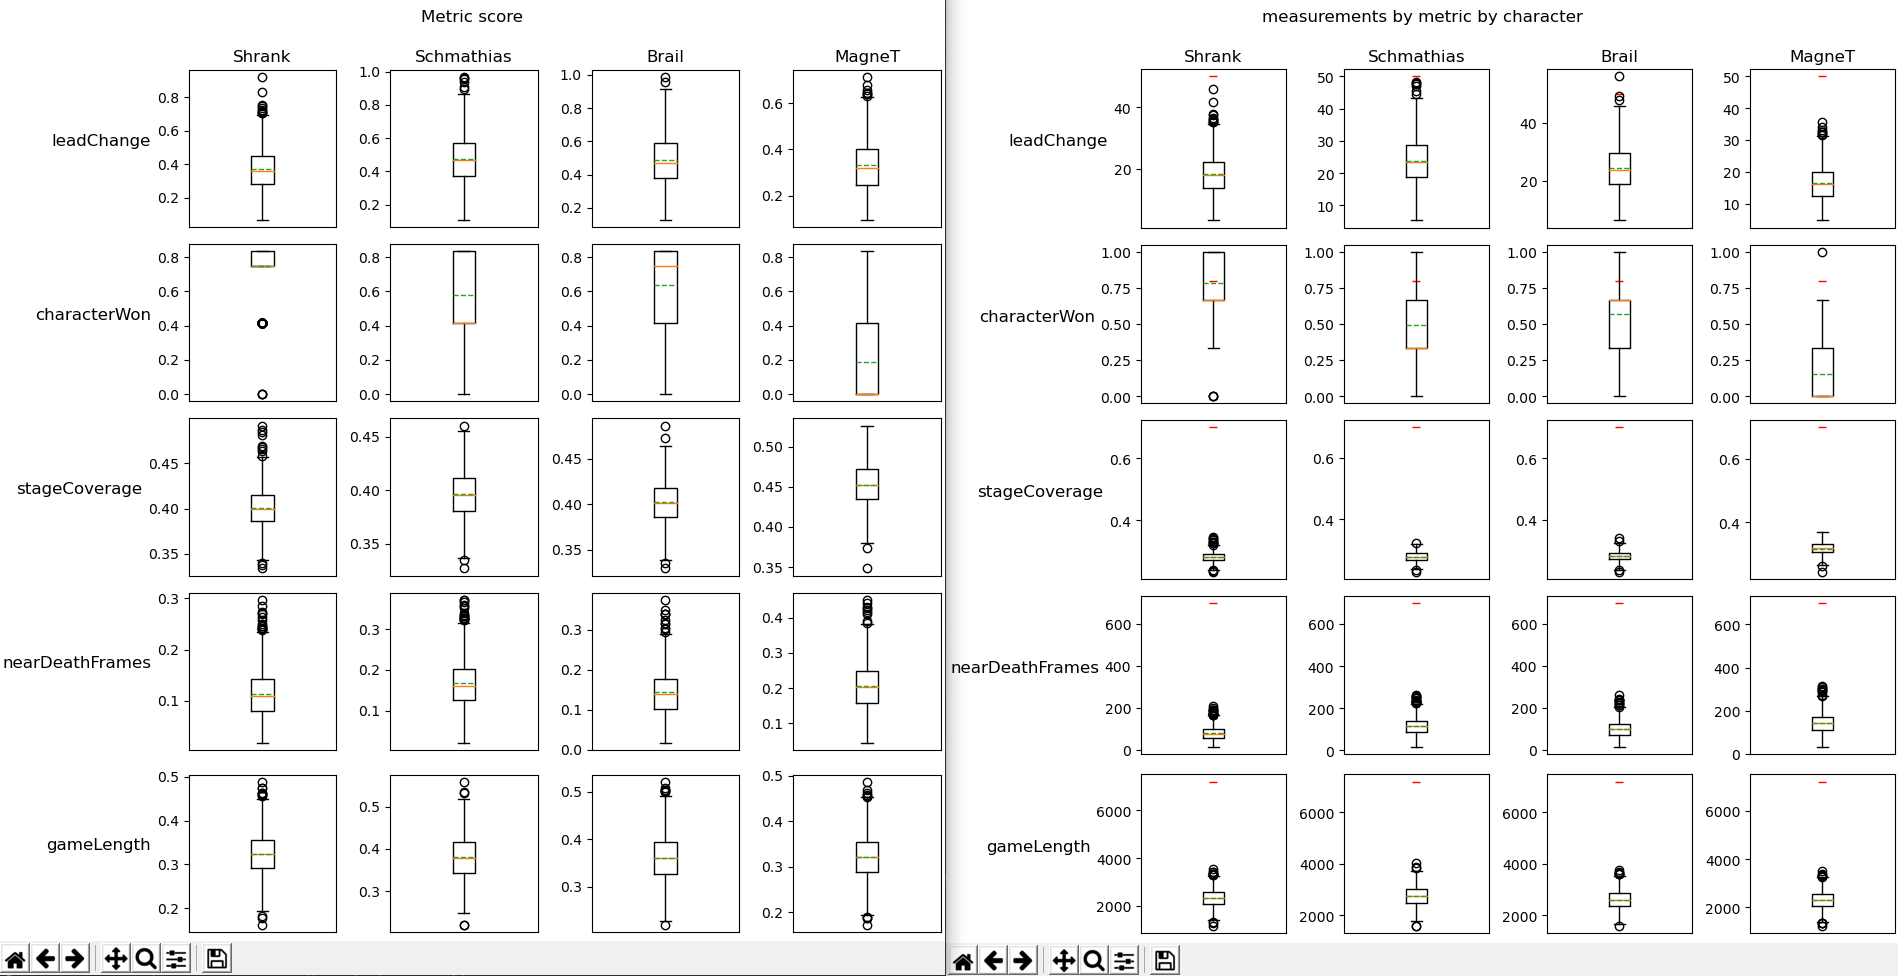 Metric score
Shrank Schmathias Brail MagneT
leadChange
0.8 0.6 0.4 0.2
1.0 0.8 0.6 0.4 0.2
1.0 0.8 0.6 0.4 0.2
0.6 0.4 0.2
characterWon
0.8 0.6 0.4 0.2 0.0
0.8 0.6 0.4 0.2 0.0
0.8 0.6 0.4 0.2 0.0
0.8 0.6 0.4 0.2 0.0
stageCoverage
0.45 0.40 0.35
0.45 0.40 0.35
0.45 0.40 0.35
0.50 0.45 0.40 0.35
nearDeathFrames
0.3 0.2 0.1
0.3 0.2 0.1
0.3 0.2 0.1 0.0
0.4 0.3 0.2 0.1
gameLength
0.5 0.4 0.3 0.2
0.5 0.4 0.3
0.5 0.4 0.3
0.5 0.4 0.3 0.2
measurements by metric by character
Shrank Schmathias Brail MagneT
leadChange
40 20
50 40 30 20 10
40 20
50 40 30 20 10
characterWon
1.00 0.75 0.50 0.25 0.00
1.00 0.75 0.50 0.25 0.00
1.00 0.75 0.50 0.25 0.00
1.00 0.75 0.50 0.25 0.00
stageCoverage
0.6 0.4
0.6 0.4
0.6 0.4
0.6 0.4
nearDeathFrames
600 400 200 0
600 400 200 0
600 400 200 0
600 400 200 0
gameLength
6000 4000 2000
6000 4000 2000
6000 4000 2000
6000 4000 2000